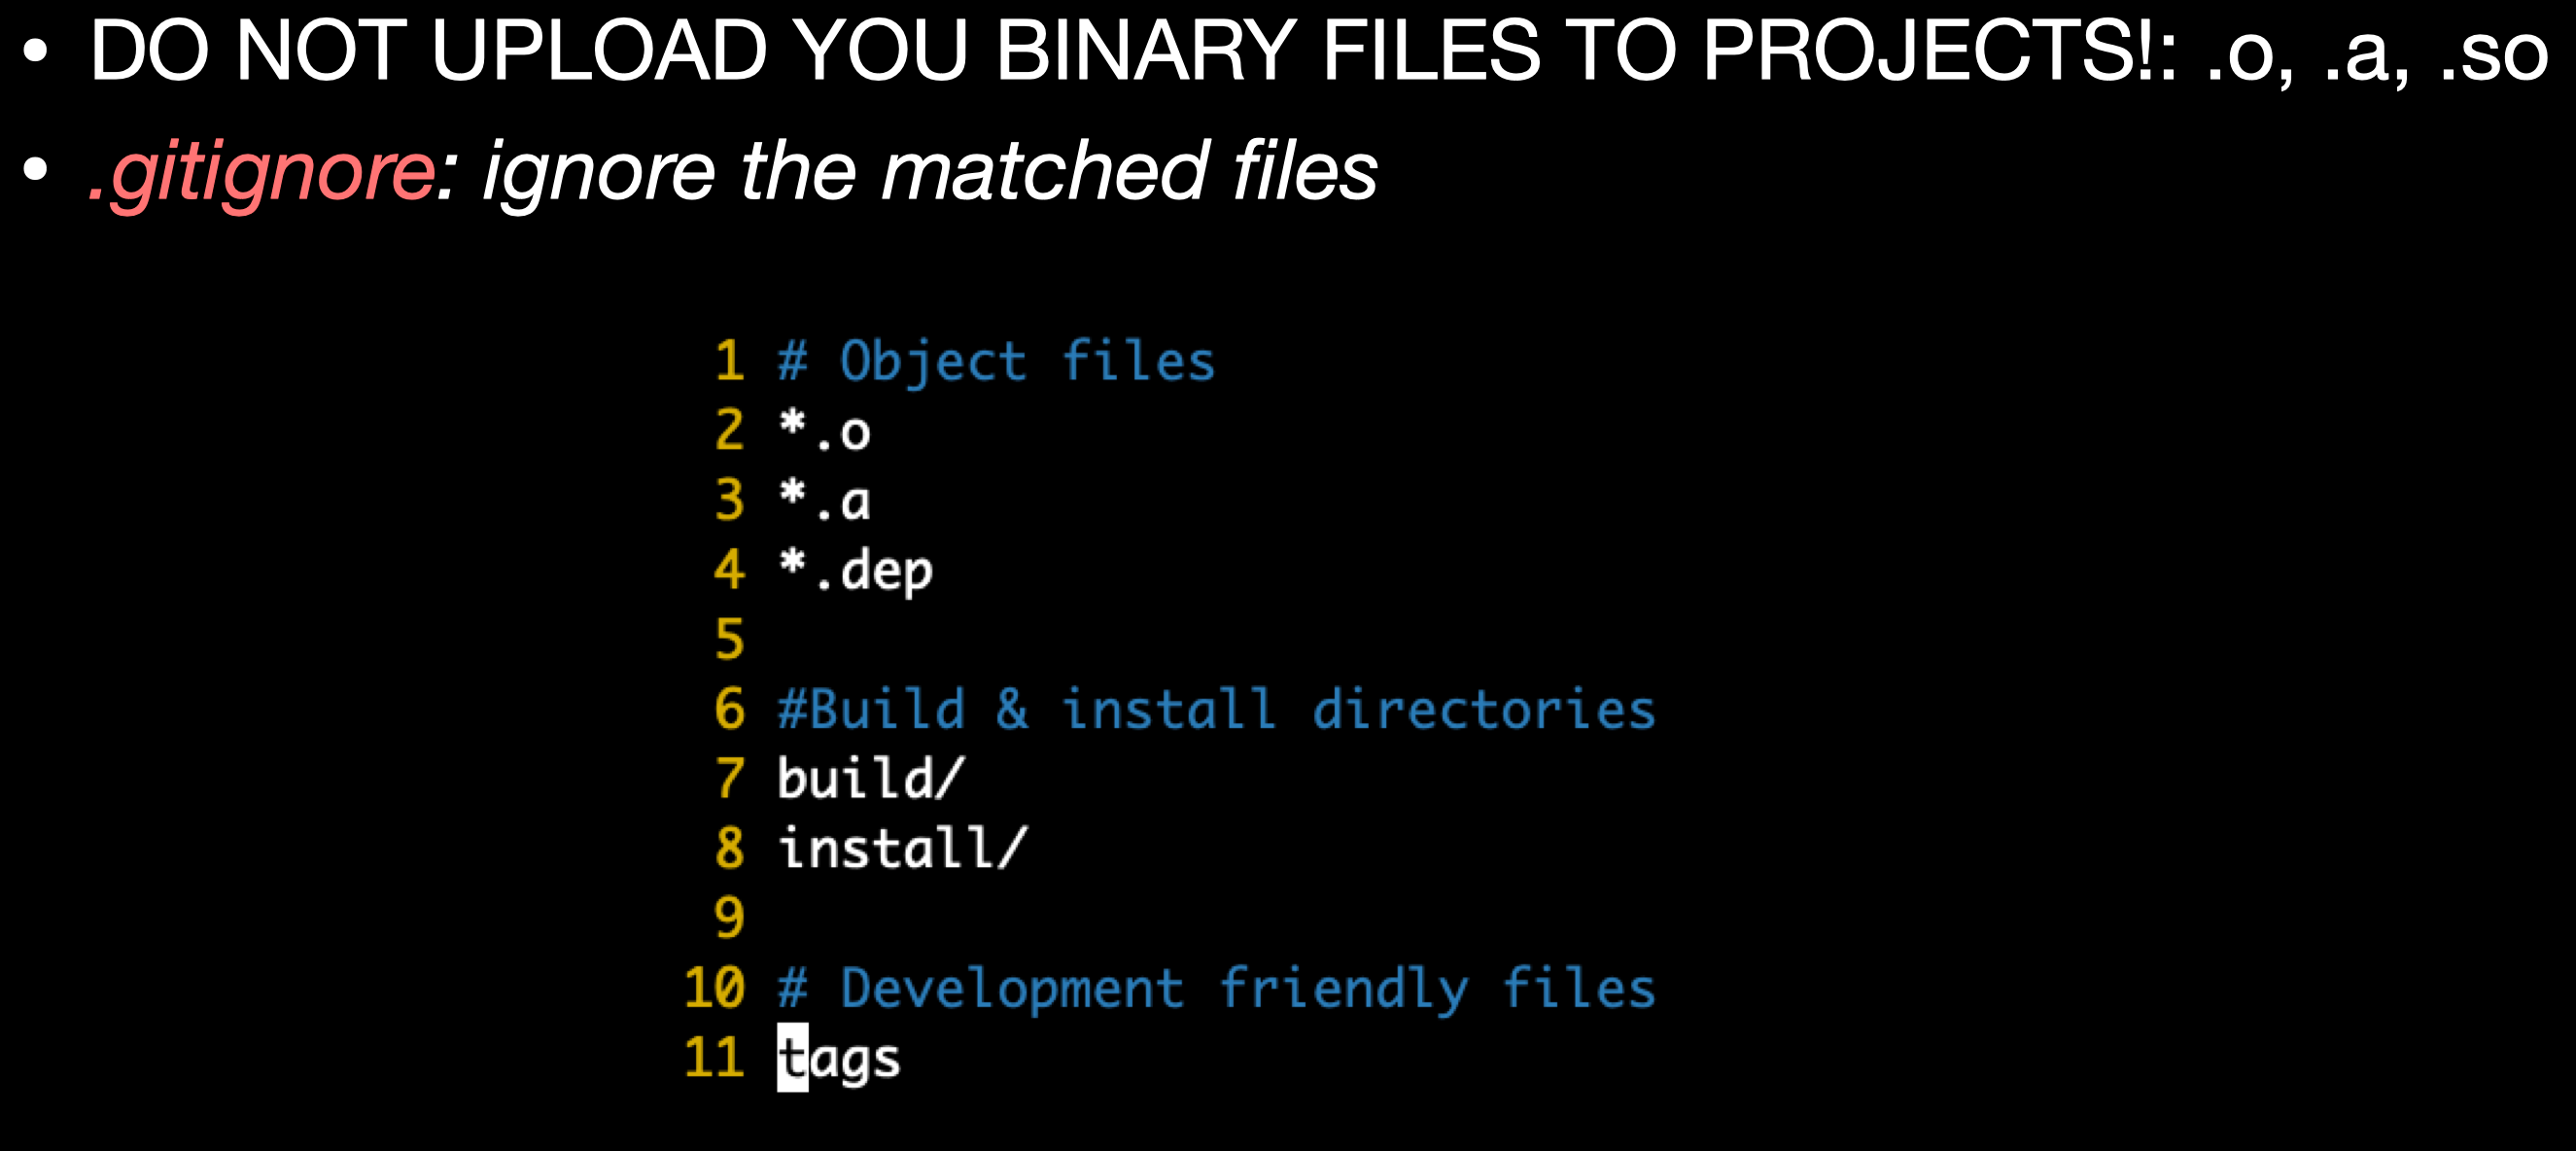 • DO NOT UPLOAD YOU BINARY FILES TO PROJECTS!: .o, .a, .so
• .gitignore: ignore the matched files
1 # Object files
2 *.o
3 *.a
4 *.dep
5
6 #Build & install directories
7 build/
8 install/
9
10 # Development friendly files
11 tags